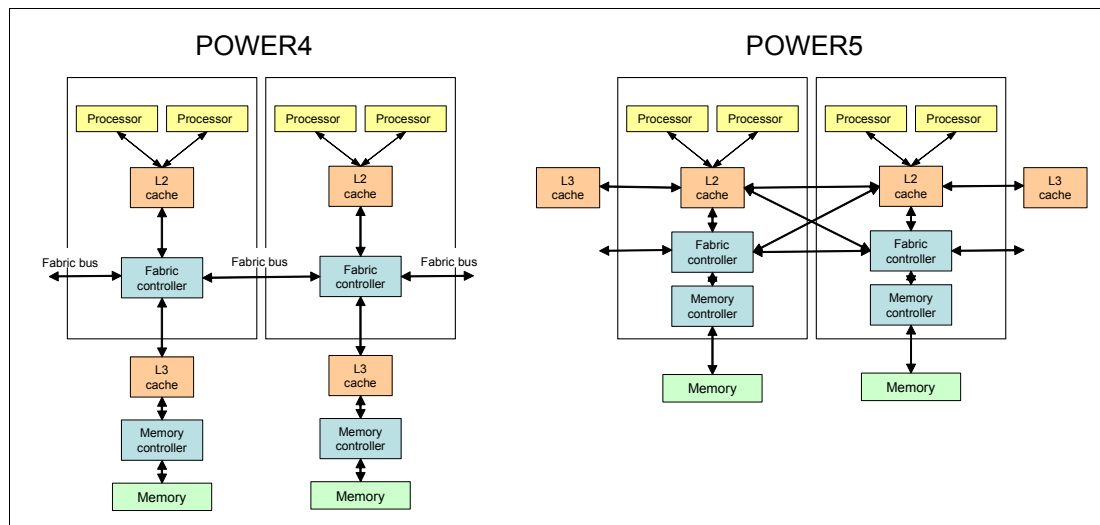 POWER4
Processor
Processor
Processor
Processor
L2
cache
L2
cache
Fabric bus
Fabric
controller
Fabric bus
Fabric
controller
Fabric bus
L3
cache
L3
cache
Memory
controller
Memory
controller
Memory
Memory
POWER5
Processor
Processor
Processor
Processor
L3
cache
L2
cache
L2
cache
L3
cache
Fabric
controller
Fabric
controller
Memory
controller
Memory
controller
Memory
Memory